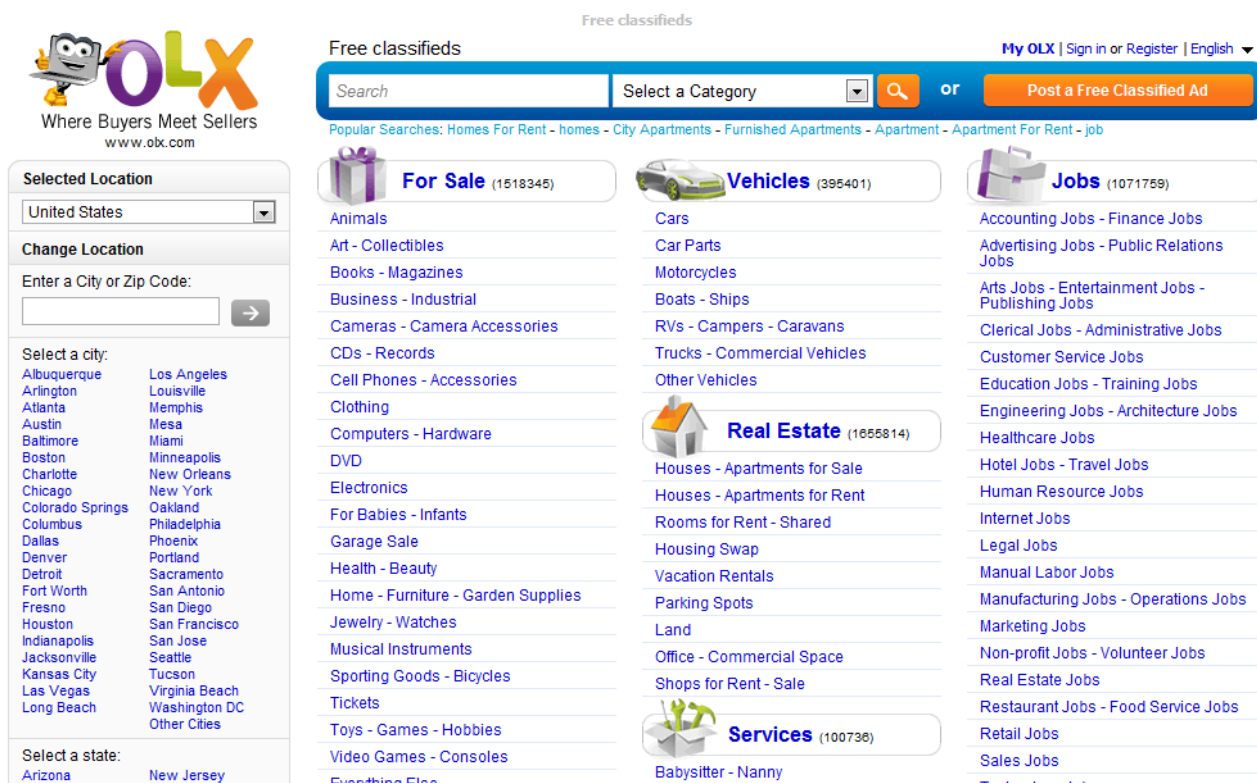 Free classifieds
OLX
Where Buyers Meet Sellers
www.olx.com
Free classifieds
My OLX | Sign in or Register | English
Search
Select a Category
or
Post a Free Classified Ad
Popular Searches: Homes For Rent - homes - City Apartments - Furnished Apartments - Apartment - Apartment For Rent - job
Selected Location
United States
Change Location
Enter a City or Zip Code:
Select a city:
Albuquerque
Arlington
Atlanta
Austin
Baltimore
Boston
Charlotte
Chicago
Colorado Springs
Columbus
Dallas
Denver
Detroit
Fort Worth
Fresno
Houston
Indianapolis
Jacksonville
Kansas City
Las Vegas
Long Beach
Los Angeles
Louisville
Memphis
Mesa
Miami
Minneapolis
New Orleans
New York
Oakland
Philadelphia
Phoenix
Portland
Sacramento
San Antonio
San Diego
San Francisco
San Jose
Seattle
Tucson
Virginia Beach
Washington DC
Other Cities
Select a state:
Arizona
New Jersey
For Sale (1518345)
Animals
Art - Collectibles
Books - Magazines
Business - Industrial
Cameras - Camera Accessories
CDs - Records
Cell Phones - Accessories
Clothing
Computers - Hardware
DVD
Electronics
For Babies - Infants
Garage Sale
Health - Beauty
Home - Furniture - Garden Supplies
Jewelry - Watches
Musical Instruments
Sporting Goods - Bicycles
Tickets
Toys - Games - Hobbies
Video Games - Consoles
Everything Else
Vehicles (395401)
Cars
Car Parts
Motorcycles
Boats - Ships
RVs - Campers - Caravans
Trucks - Commercial Vehicles
Other Vehicles
Real Estate (1655814)
Houses - Apartments for Sale
Houses - Apartments for Rent
Rooms for Rent - Shared
Housing Swap
Vacation Rentals
Parking Spots
Land
Office - Commercial Space
Shops for Rent - Sale
Services (100736)
Babysitter - Nanny
Jobs (1071759)
Accounting Jobs - Finance Jobs
Advertising Jobs - Public Relations
Jobs
Arts Jobs - Entertainment Jobs -
Publishing Jobs
Clerical Jobs - Administrative Jobs
Customer Service Jobs
Education Jobs - Training Jobs
Engineering Jobs - Architecture Jobs
Healthcare Jobs
Hotel Jobs - Travel Jobs
Human Resource Jobs
Internet Jobs
Legal Jobs
Manual Labor Jobs
Manufacturing Jobs - Operations Jobs
Marketing Jobs
Non-profit Jobs - Volunteer Jobs
Real Estate Jobs
Restaurant Jobs - Food Service Jobs
Retail Jobs
Sales Jobs